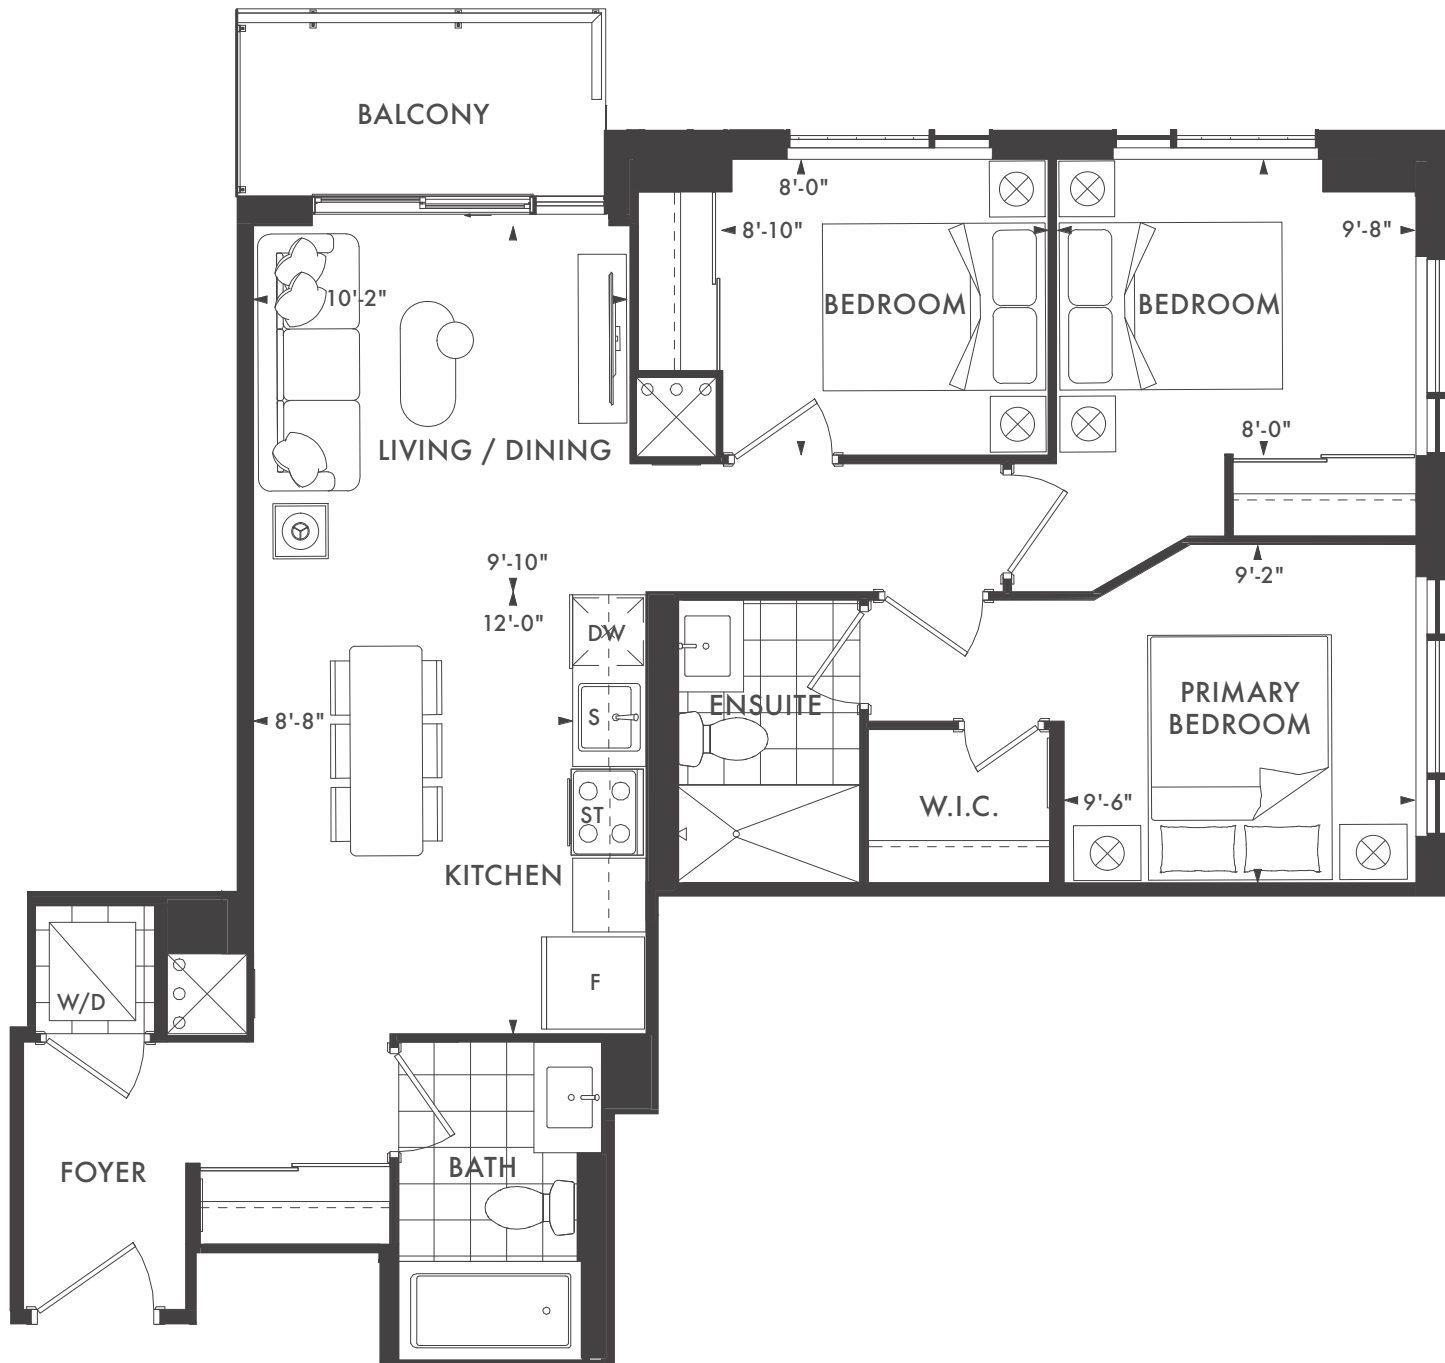 BALCONY
8'-0"
8'-10"
9'-8"
10'-2"
BEDROOM
BEDROOM
8'-0"
LIVING / DINING
9'-10"
9'-2"
12'-0"
DW
PRIMARY
BEDROOM
ENSUITE
8'-8"
S
9'-6"
W.I.C.
ST
KITCHEN
F
W/D
FOYER
BATH